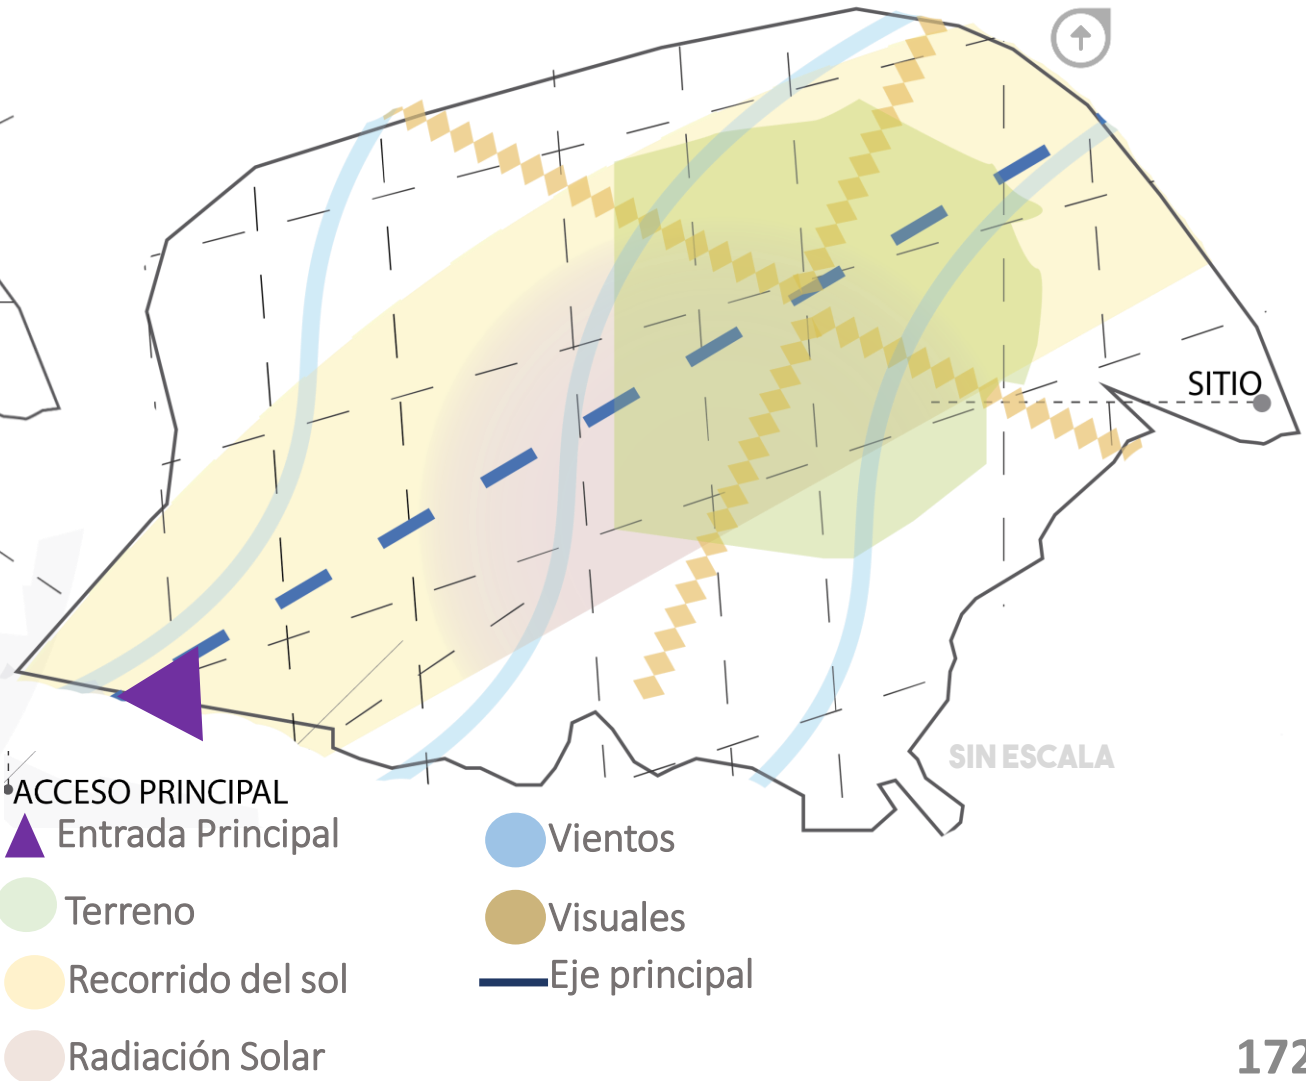 SITIO
SIN ESCALA
ACCESO PRINCIPAL
Entrada Principal
Vientos
Terreno
Visuales
Recorrido del sol
Eje principal
Radiación Solar
172